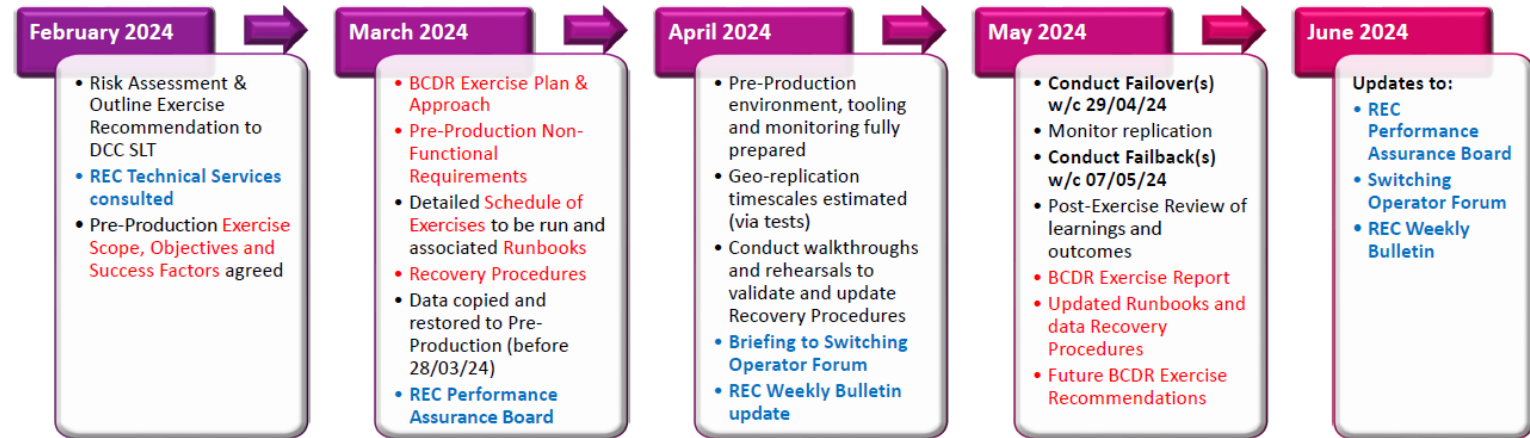 February 2024
• Risk Assessment &
Outline Exercise
Recommendation to
DCC SLT
• REC Technical Services
consulted
• Pre-Production Exercise
Scope, Objectives and
Success Factors agreed
March 2024
• BCDR Exercise Plan &
Approach
• Pre-Production Non-
Functional
Requirements
• Detailed Schedule of
Exercises to be run and
associated Runbooks
• Recovery Procedures
• Data copied and
restored to Pre-
Production (before
28/03/24)
• REC Performance
Assurance Board
April 2024
• Pre-Production
environment, tooling
and monitoring fully
prepared
• Geo-replication
timescales estimated
(via tests)
• Conduct walkthroughs
and rehearsals to
validate and update
Recovery Procedures
• Briefing to Switching
Operator Forum
• REC Weekly Bulletin
update
May 2024
• Conduct Failover(s)
w/c 29/04/24
• Monitor replication
• Conduct Failback(s)
w/c 07/05/24
• Post-Exercise Review of
learnings and
outcomes
• BCDR Exercise Report
• Updated Runbooks and
data Recovery
Procedures
• Future BCDR Exercise
Recommendations
June 2024
Updates to:
• REC
Performance
Assurance Board
• Switching
Operator Forum
• REC Weekly
Bulletin